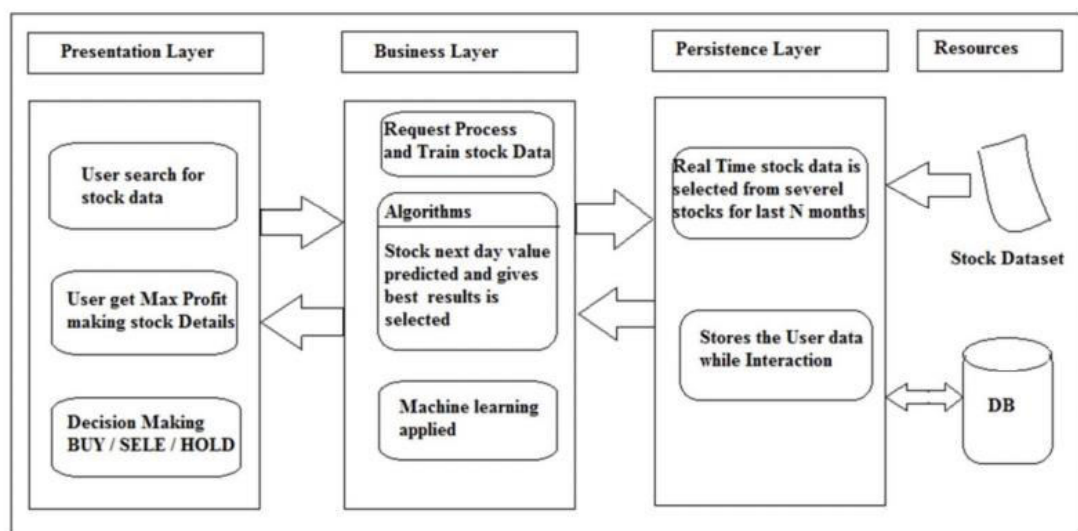 Presentation Layer
Business Layer
Persistence Layer
Resources
User search for
stock data
User get Max Profit
making stock Details
Decision Making
BUY / SELE / HOLD
Request Process
and Train stock Data
Algorithms
Stock next day value
predicted and gives
best results is
selected
Machine learning
applied
Real Time stock data is
selected from severel
stocks for last N months
Stores the User data
while Interaction
Stock Dataset
DB